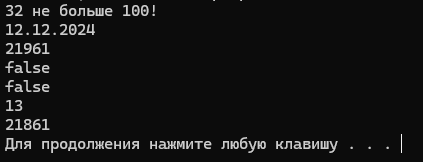 32 не больше 100!
12.12.2024
21961
false
false
13
21861
Для продолжения нажмите любую клавишу . . .